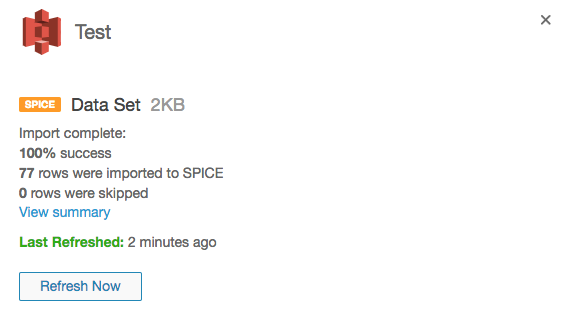 Test
SPICE Data Set 2KB
Import complete:
100% success
77 rows were imported to SPICE
0 rows were skipped
View summary
Last Refreshed: 2 minutes ago
Refresh Now